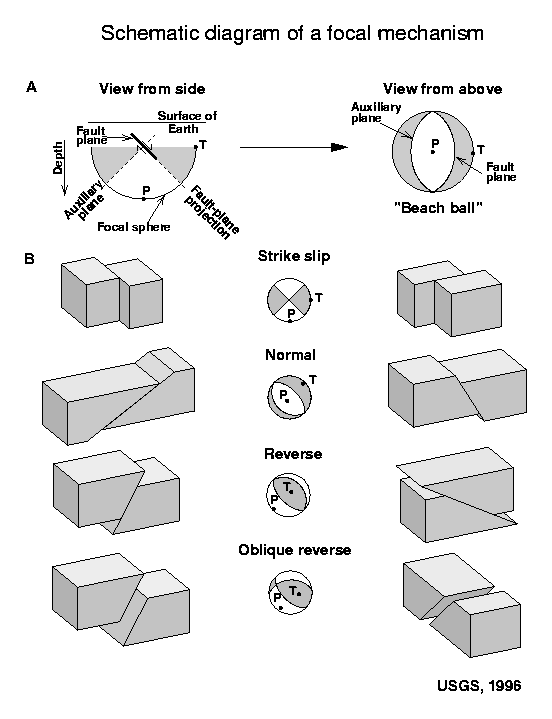 Schematic diagram of a focal mechanism
A
View from side
View from above
Surface of
Earth
Fault
plane
T
Depth
P
Auxiliary
plane
Fault-plane
projection
Focal sphere
Auxiliary
plane
P
T
Fault
plane
"Beach ball"
B
Strike slip
T
P
Normal
T
P
Reverse
T
P
Oblique reverse
T
P
USGS, 1996